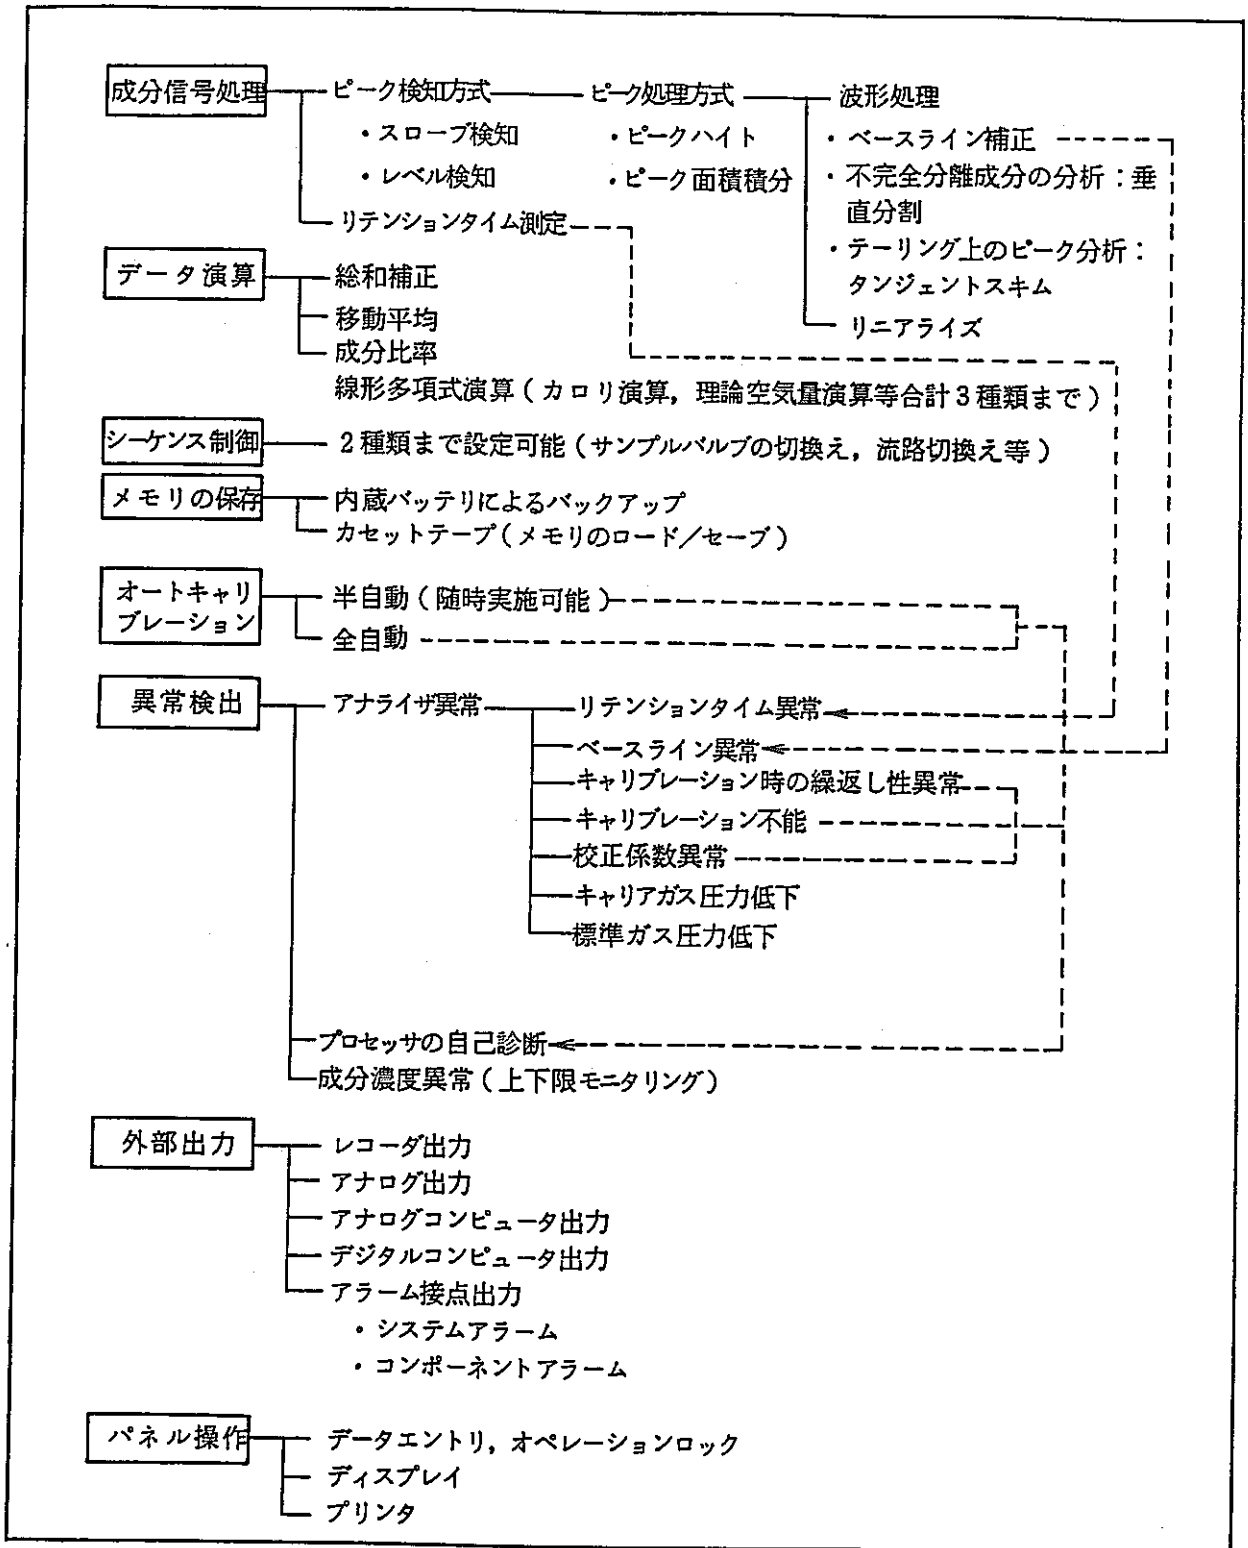 成分信号処理 ピーク検知方式 ピーク処理方式 波形処理
・スロープ検知 ・ピークハイト ・ベースライン補正
・レベル検知 ・ピーク面積積分 ・不完全分離成分の分析：垂
直分割
リテンションタイム測定
・テーリング上のピーク分析：
データ演算 総和補正 タンジェントスキム
移動平均 リニアライズ
成分比率
線形多項式演算（カロリ演算，理論空気量演算等合計3種類まで）
シーケンス制御 2種類まで設定可能（サンプルバルブの切換え，流路切換え等）
メモリの保存 内蔵バッテリによるバックアップ
カセットテープ（メモリのロード／セーブ）
オートキャリ 半自動（随時実施可能）
ブレーション 全自動
異常検出 アナライザ異常 リテンションタイム異常
ベースライン異常
キャリブレーション時の繰返し性異常
キャリブレーション不能
校正係数異常
キャリアガス圧力低下
標準ガス圧力低下
プロセッサの自己診断
成分濃度異常（上下限モニタリング）
外部出力 レコーダ出力
アナログ出力
アナログコンピュータ出力
デジタルコンピュータ出力
アラーム接点出力
・システムアラーム
・コンポーネントアラーム
パネル操作 データエントリ，オペレーションロック
ディスプレイ
プリンタ